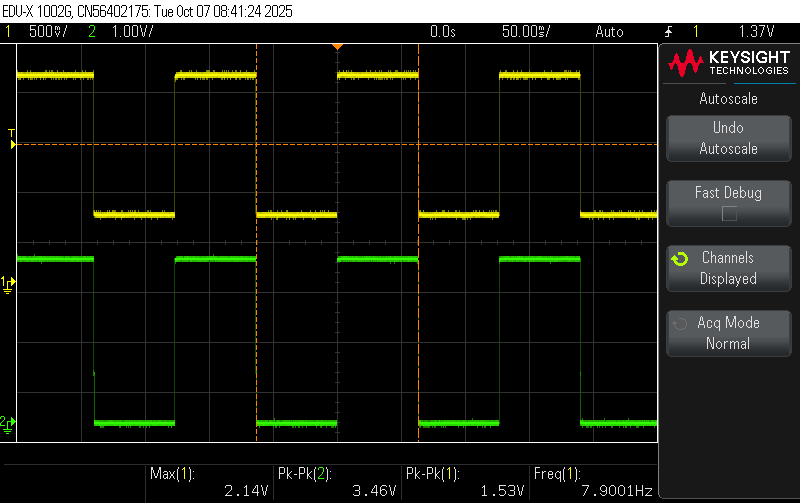 EDU-X 1002G, CN56402175: Tue Oct 07 08:41:24 2025
1 500mV/ 2 1.00V/ 0.0s 50.00ms/ Auto 1 1.37V
KEYSIGHT
TECHNOLOGIES
Autoscale
Undo
Autoscale
Fast Debug
Channels
Displayed
Acq Mode
Normal
T
1
2
Max(1): Pk-Pk(2): Pk-Pk(1): Freq(1):
2.14V 3.46V 1.53V 7.9001Hz